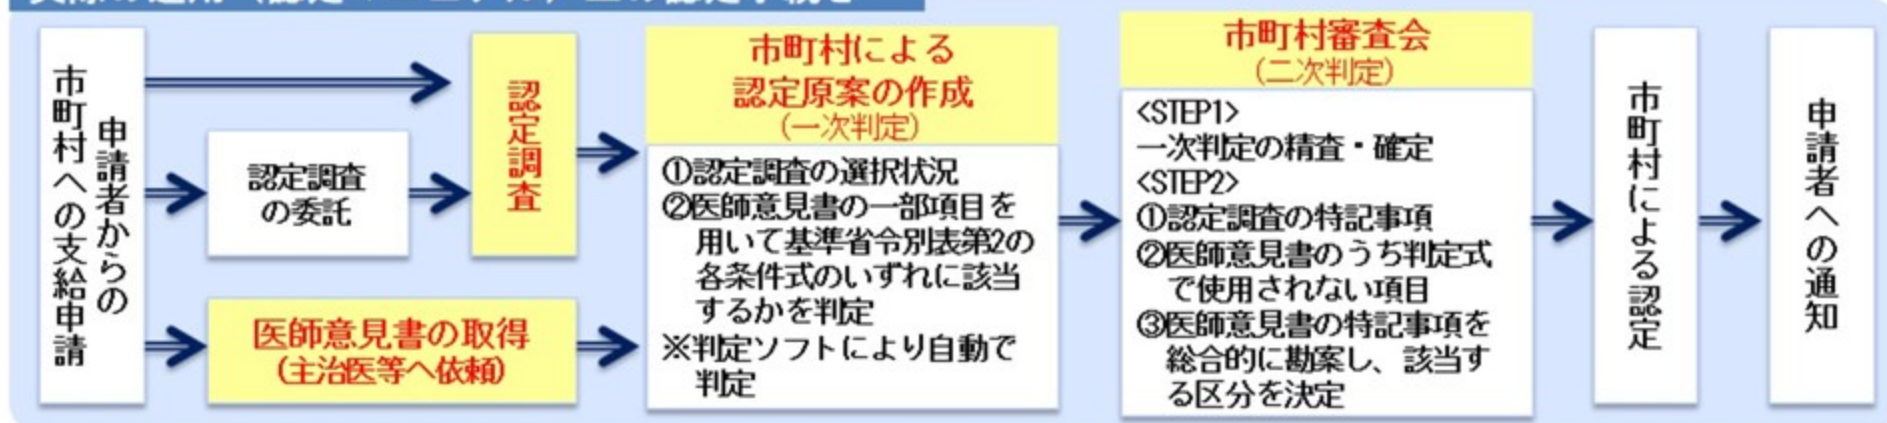 申請者からの
市町村への支給申請
認定調査
の委託
認定調査
医師意見書の取得
(主治医等へ依頼)
市町村による
認定原案の作成
(一次判定)
①認定調査の選択状況
②医師意見書の一部項目を
用いて基準省令別表第2の
各条件式のいずれに該当
するかを判定
※判定ソフトにより自動で
判定
市町村審査会
(二次判定)
<STEP1>
一次判定の精査・確定
<STEP2>
①認定調査の特記事項
②医師意見書のうち判定式
で使用されない項目
③医師意見書の特記事項を
総合的に勘案し、該当す
る区分を決定
市町村による認定
申請者への通知